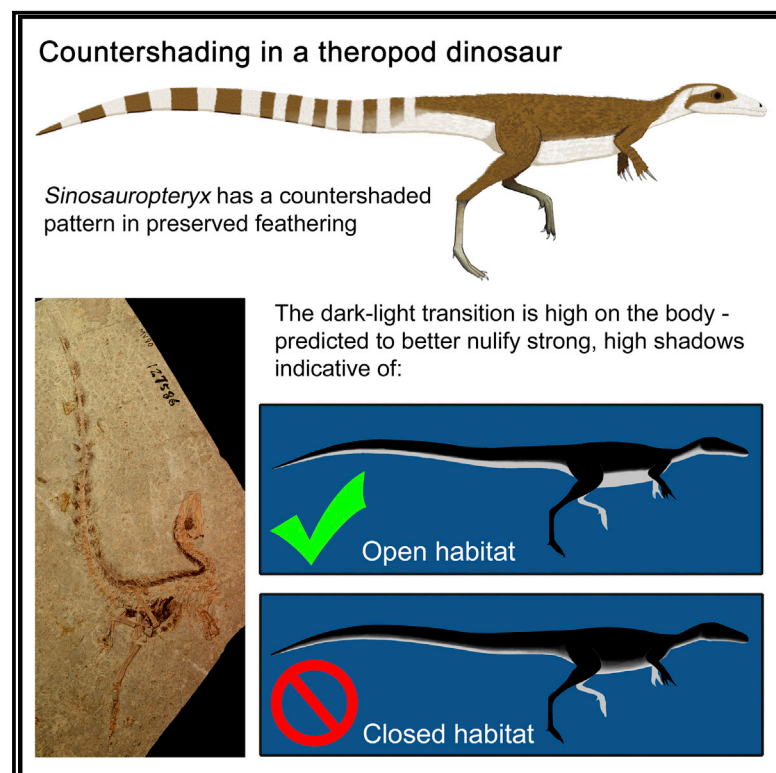 Countershading in a theropod dinosaur
Sinosauropteryx has a countershaded
pattern in preserved feathering
The dark-light transition is high on the body -
predicted to better nulify strong, high shadows
indicative of:
127586
Open habitat
Closed habitat